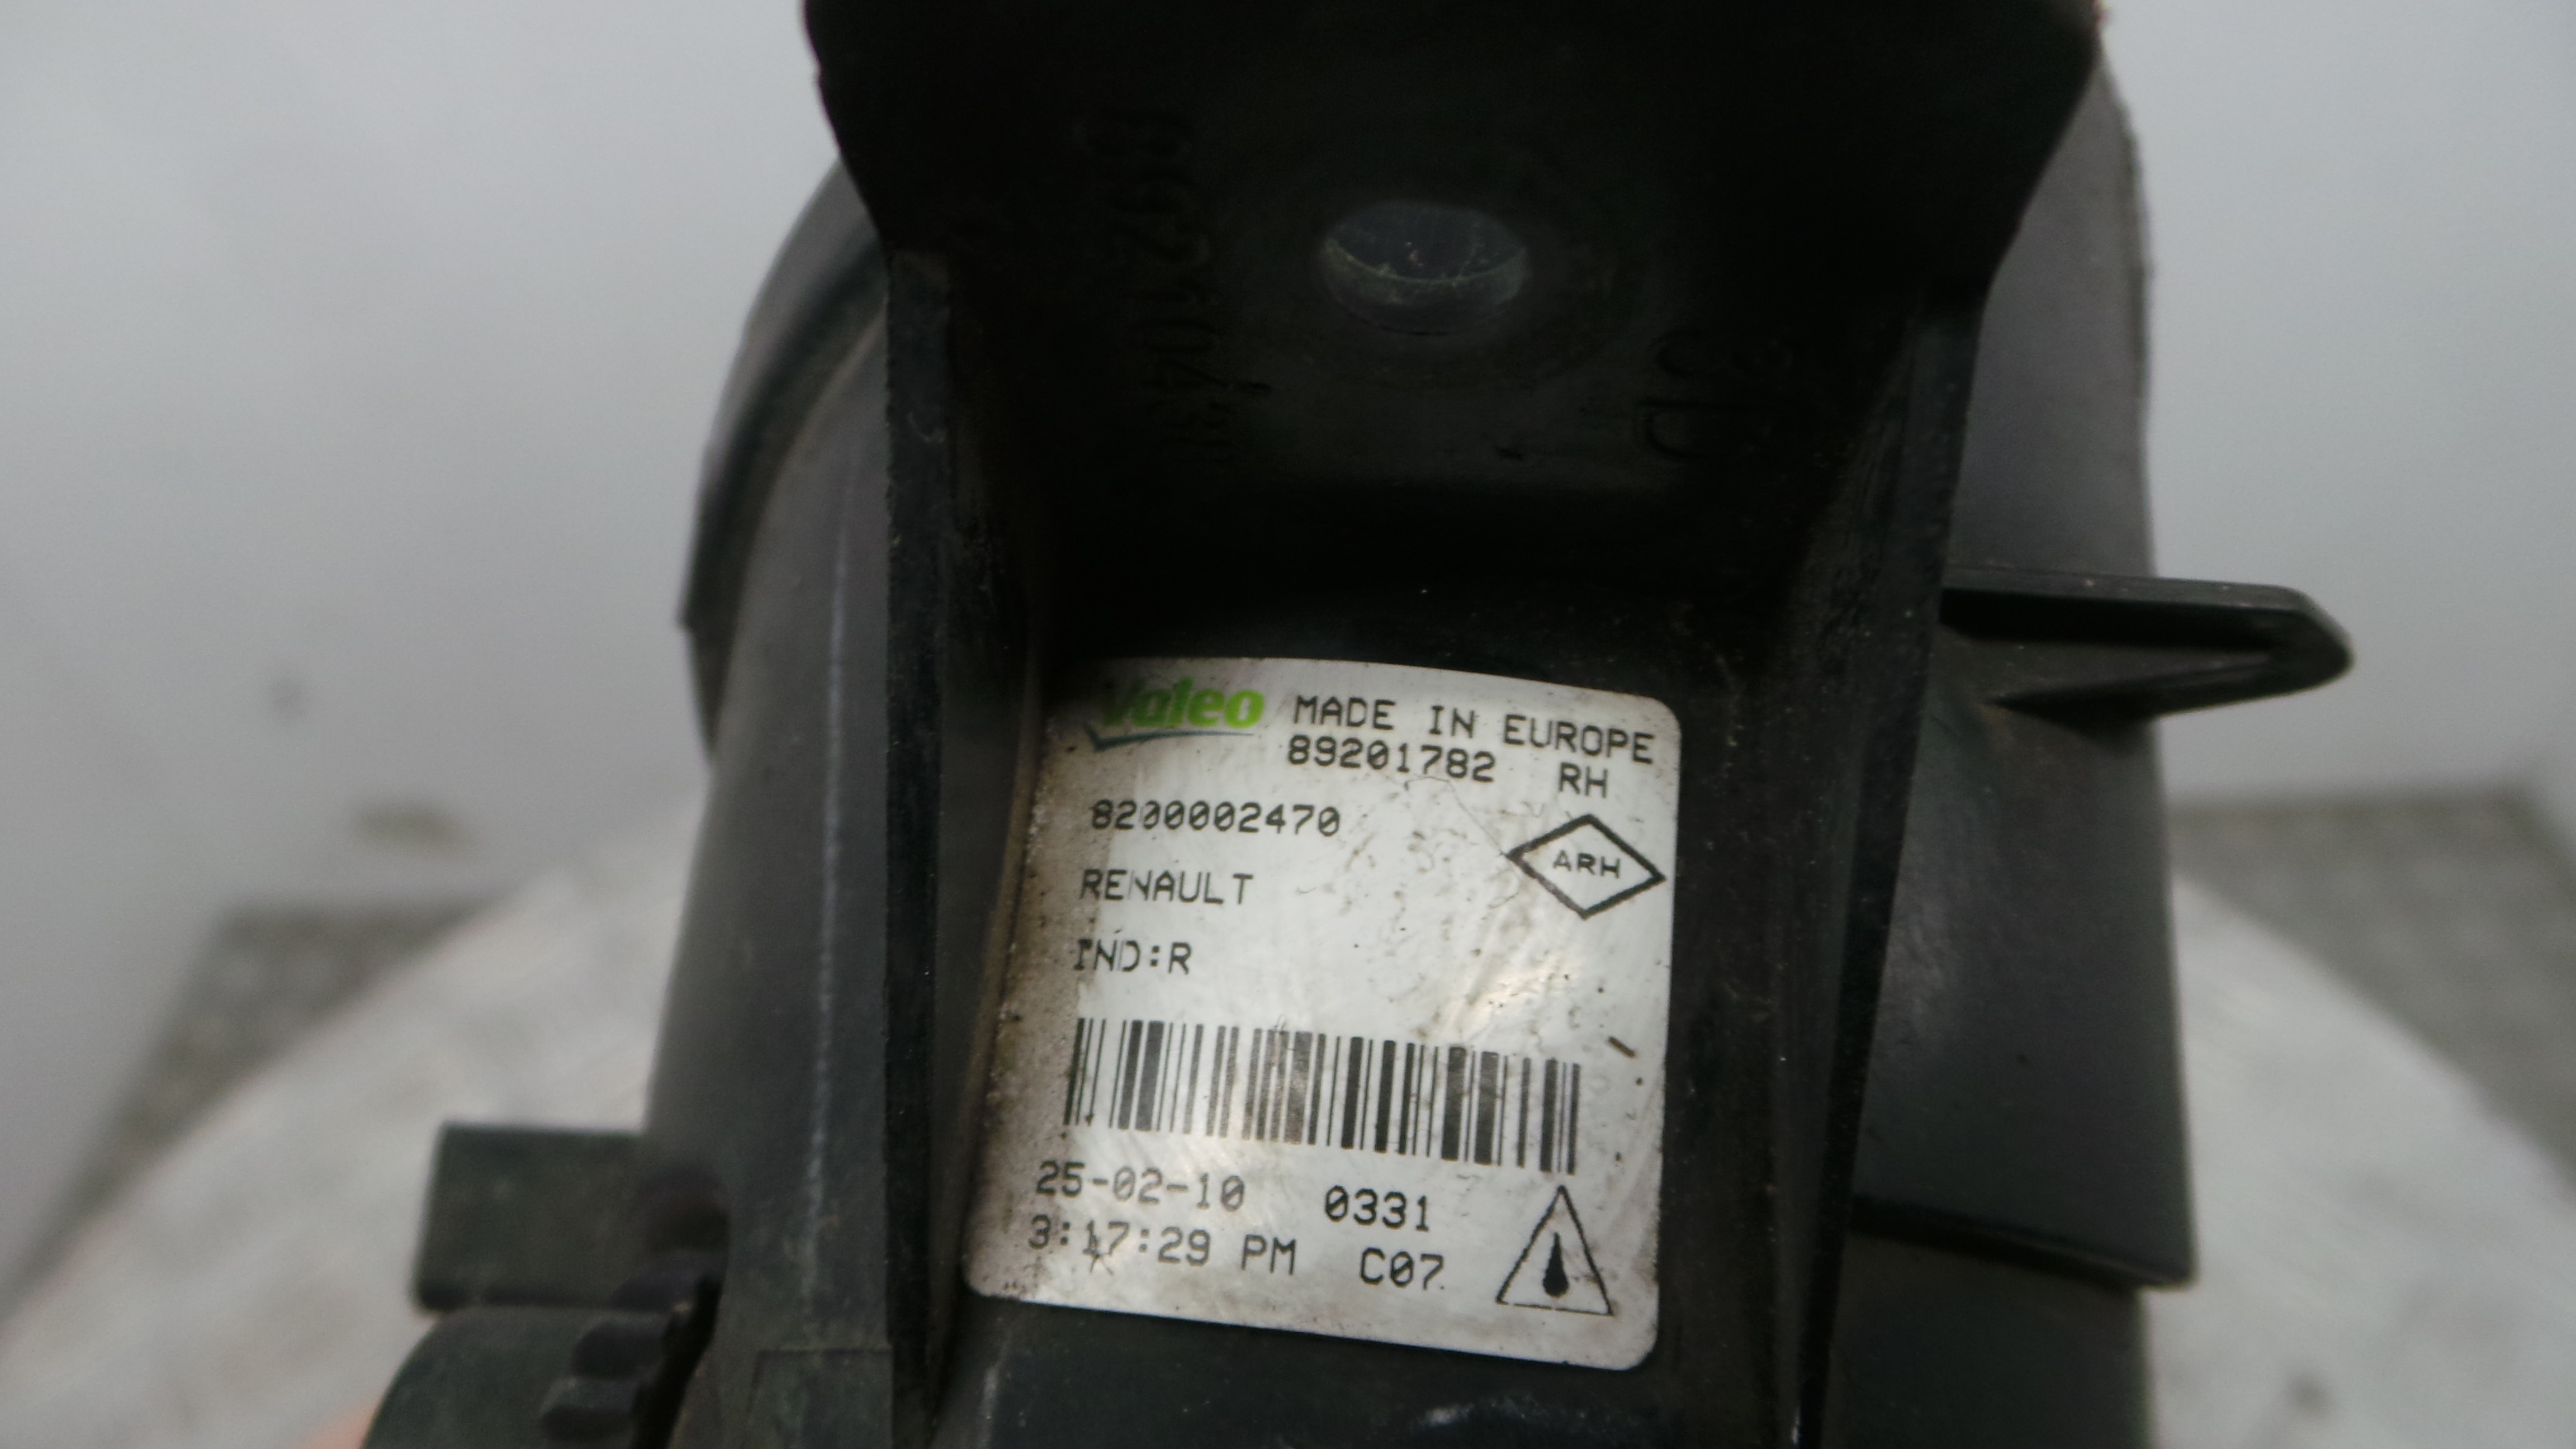 valeo MADE IN EUROPE
89201782 RH
8200002470
ARH
RENAULT
IND:R
25-02-10 0331
3:17:29 PM C07